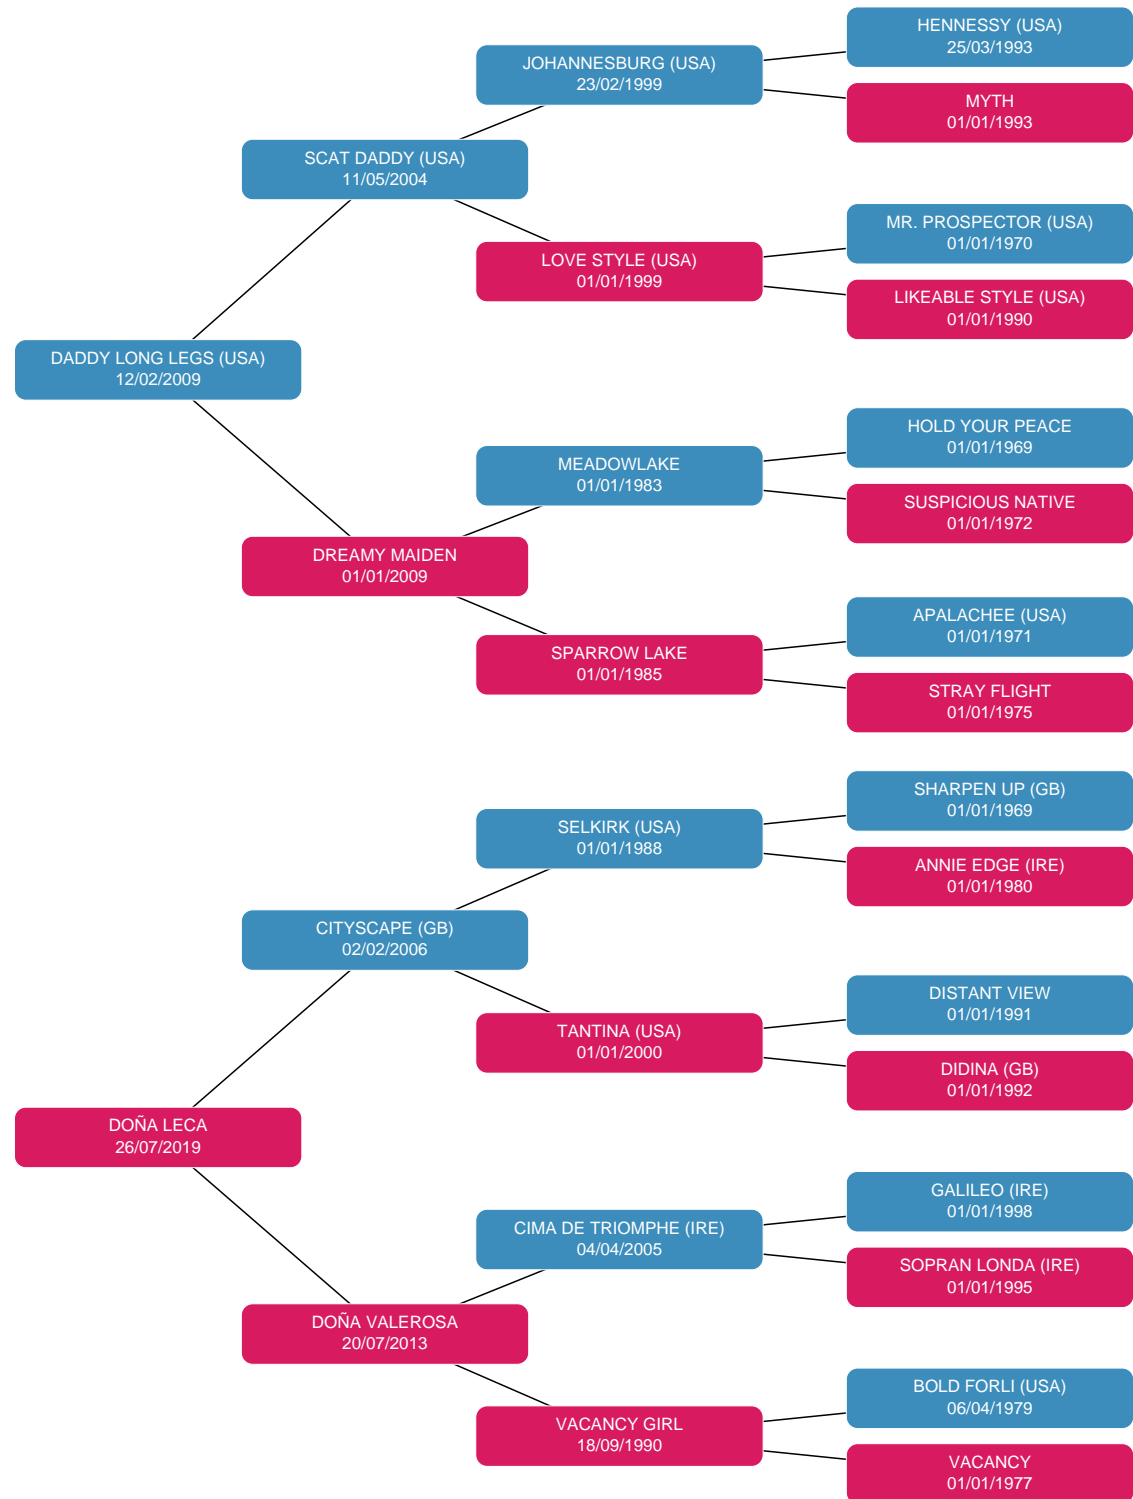 HENNESSY (USA)
25/03/1993
JOHANNESBURG (USA)
23/02/1999
MYTH
01/01/1993
SCAT DADDY (USA)
11/05/2004
MR. PROSPECTOR (USA)
01/01/1970
LOVE STYLE (USA)
01/01/1999
LIKEABLE STYLE (USA)
01/01/1990
DADDY LONG LEGS (USA)
12/02/2009
HOLD YOUR PEACE
01/01/1969
MEADOWLAKE
01/01/1983
SUSPICIOUS NATIVE
01/01/1972
DREAMY MAIDEN
01/01/2009
APALACHEE (USA)
01/01/1971
SPARROW LAKE
01/01/1985
STRAY FLIGHT
01/01/1975
SHARPEN UP (GB)
01/01/1969
SELKIRK (USA)
01/01/1988
ANNIE EDGE (IRE)
01/01/1980
CITYSCAPE (GB)
02/02/2006
DISTANT VIEW
01/01/1991
TANTINA (USA)
01/01/2000
DIDINA (GB)
01/01/1992
DOÑA LECA
26/07/2019
GALILEO (IRE)
01/01/1998
CIMA DE TRIOMPHE (IRE)
04/04/2005
SOPRAN LONDA (IRE)
01/01/1995
DOÑA VALEROSA
20/07/2013
BOLD FORLI (USA)
06/04/1979
VACANCY GIRL
18/09/1990
VACANCY
01/01/1977